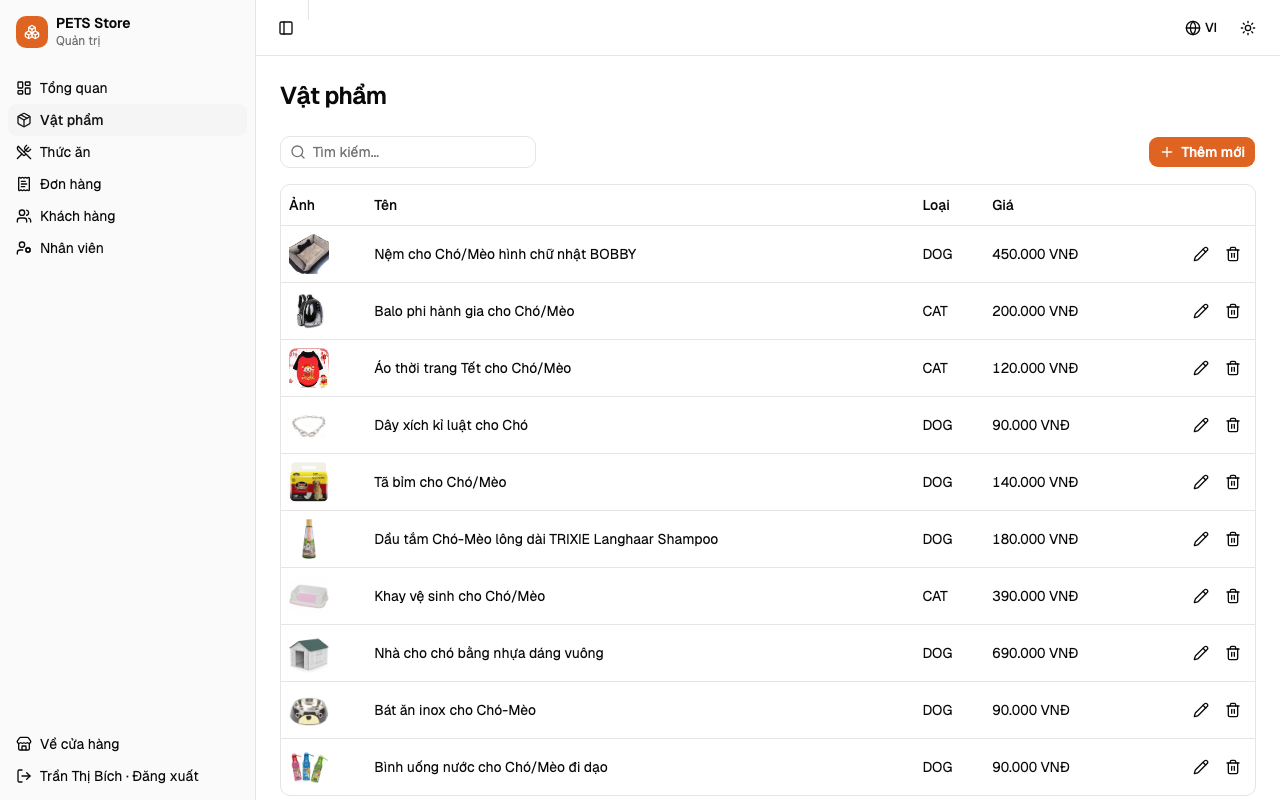 PETS Store
Quản trị
Tổng quan
Vật phẩm
Thức ăn
Đơn hàng
Khách hàng
Nhân viên
Về cửa hàng
Trần Thị Bích · Đăng xuất
VI
Vật phẩm
Tìm kiếm...
Thêm mới
Ảnh Tên Loại Giá
Nệm cho Chó/Mèo hình chữ nhật BOBBY DOG 450.000 VNĐ
Balo phi hành gia cho Chó/Mèo CAT 200.000 VNĐ
Áo thời trang Tết cho Chó/Mèo CAT 120.000 VNĐ
Dây xích kỉ luật cho Chó DOG 90.000 VNĐ
Tã bỉm cho Chó/Mèo DOG 140.000 VNĐ
Dầu tắm Chó-Mèo lông dài TRIXIE Langhaar Shampoo DOG 180.000 VNĐ
Khay vệ sinh cho Chó/Mèo CAT 390.000 VNĐ
Nhà cho chó bằng nhựa dáng vuông DOG 690.000 VNĐ
Bát ăn inox cho Chó-Mèo DOG 90.000 VNĐ
Bình uống nước cho Chó/Mèo đi dạo DOG 90.000 VNĐ